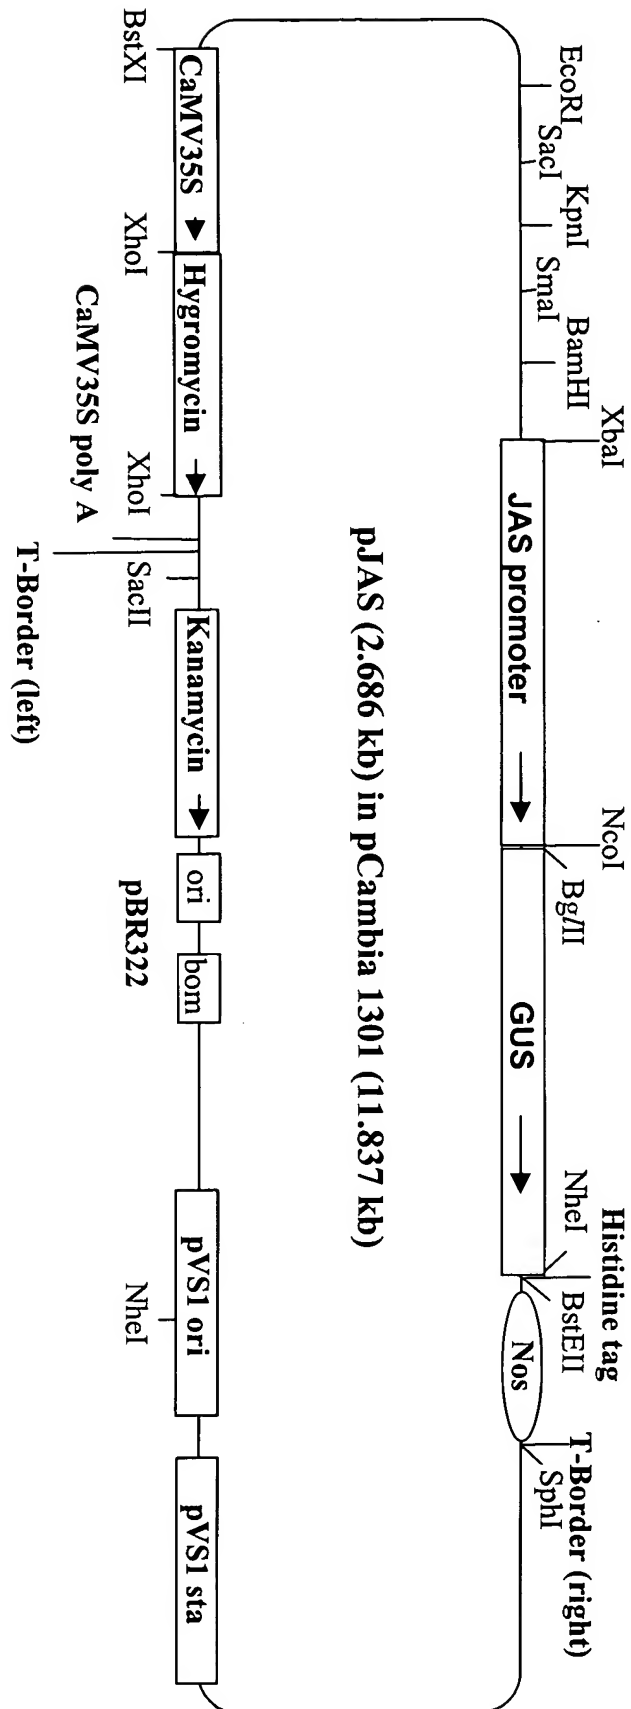 EcoRI
SacI
KpnI
SmaI
BamHI
XbaI
JAS promoter
NcoI
BglII
GUS
NheI
Histidine tag
BstEII
Nos
T-Border (right)
SphI
pJAS (2.686 kb) in pCambia 1301 (11.837 kb)
BstXI
CaMV35S
XhoI
Hygromycin
XhoI
CaMV35S poly A
T-Border (left)
SacII
Kanamycin
ori
pBR322
bom
pVS1 ori
NheI
pVS1 sta